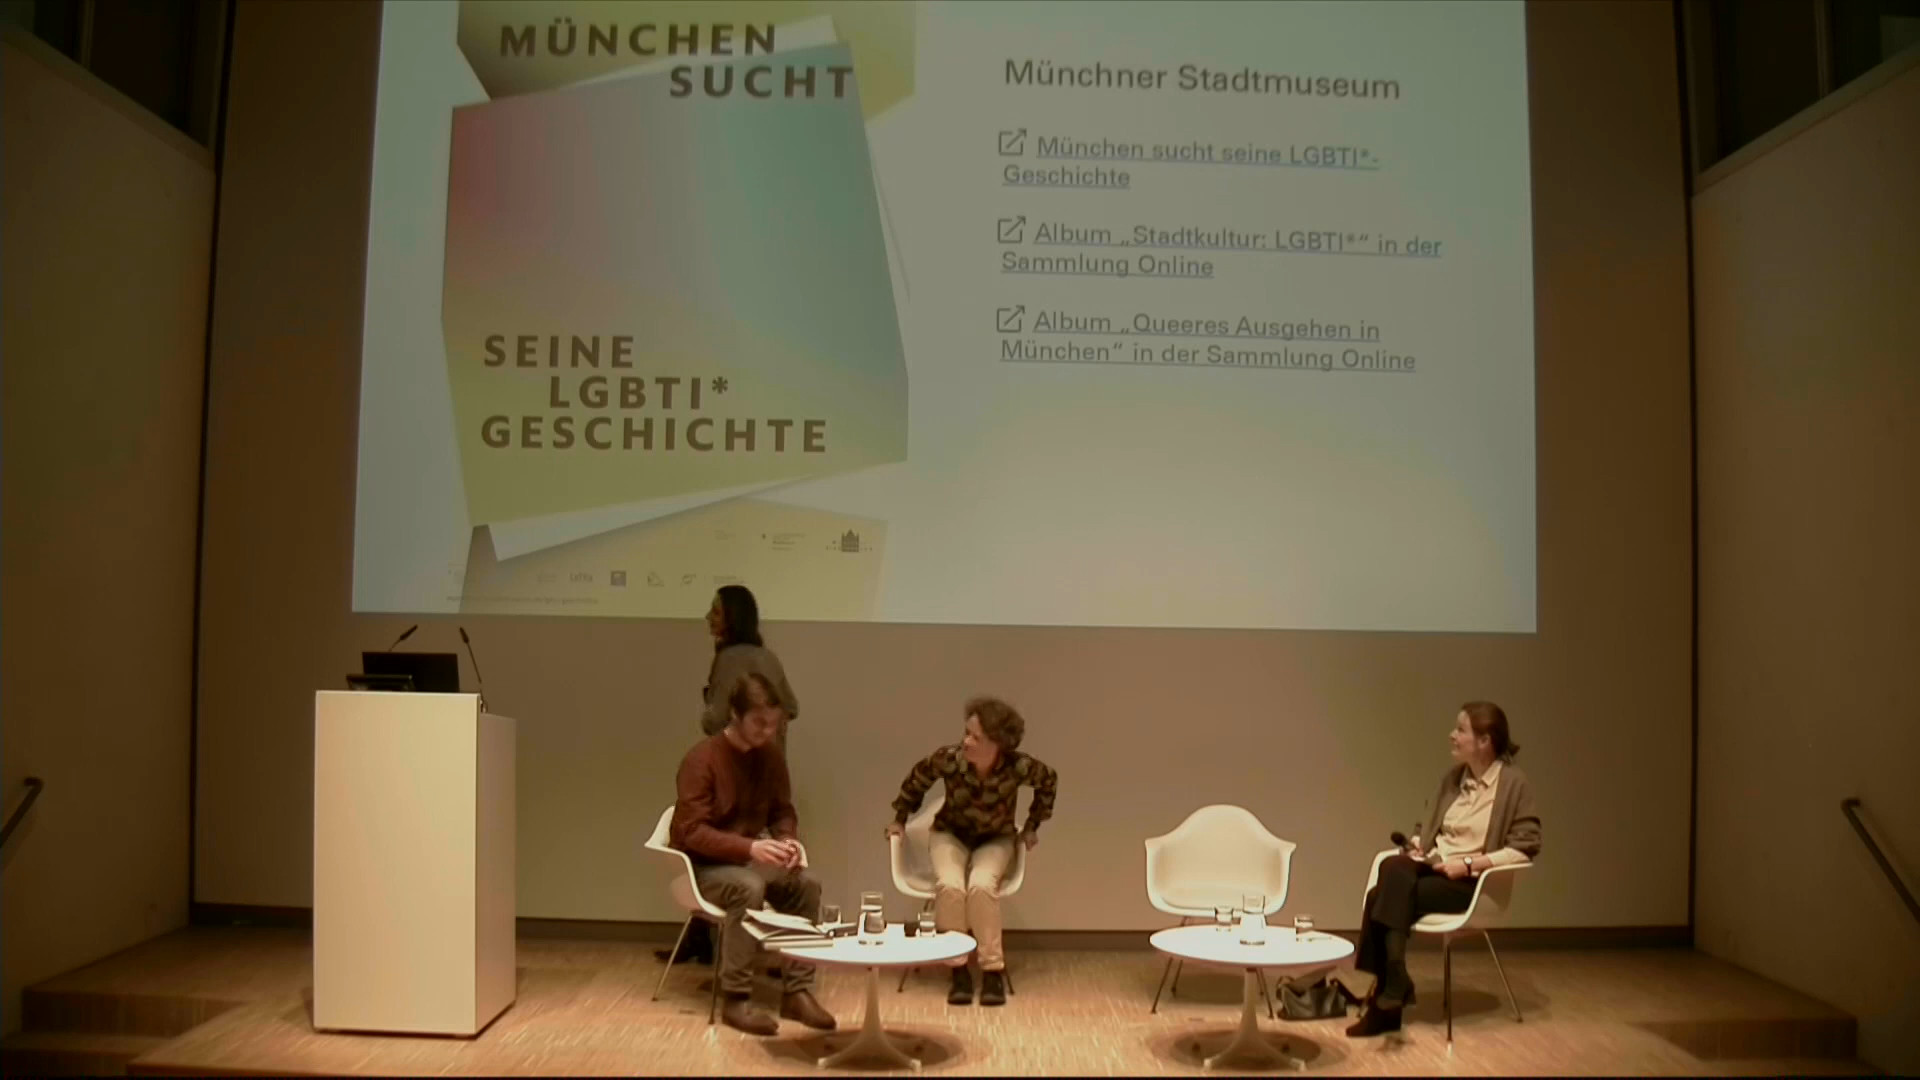 MÜNCHEN
SUCHT
SEINE
LGBTI*
GESCHICHTE
Münchner Stadtmuseum
München sucht seine LGBTI*-
Geschichte
Album „Stadtkultur: LGBTI*“ in der
Sammlung Online
Album „Queeres Ausgehen in
München“ in der Sammlung Online